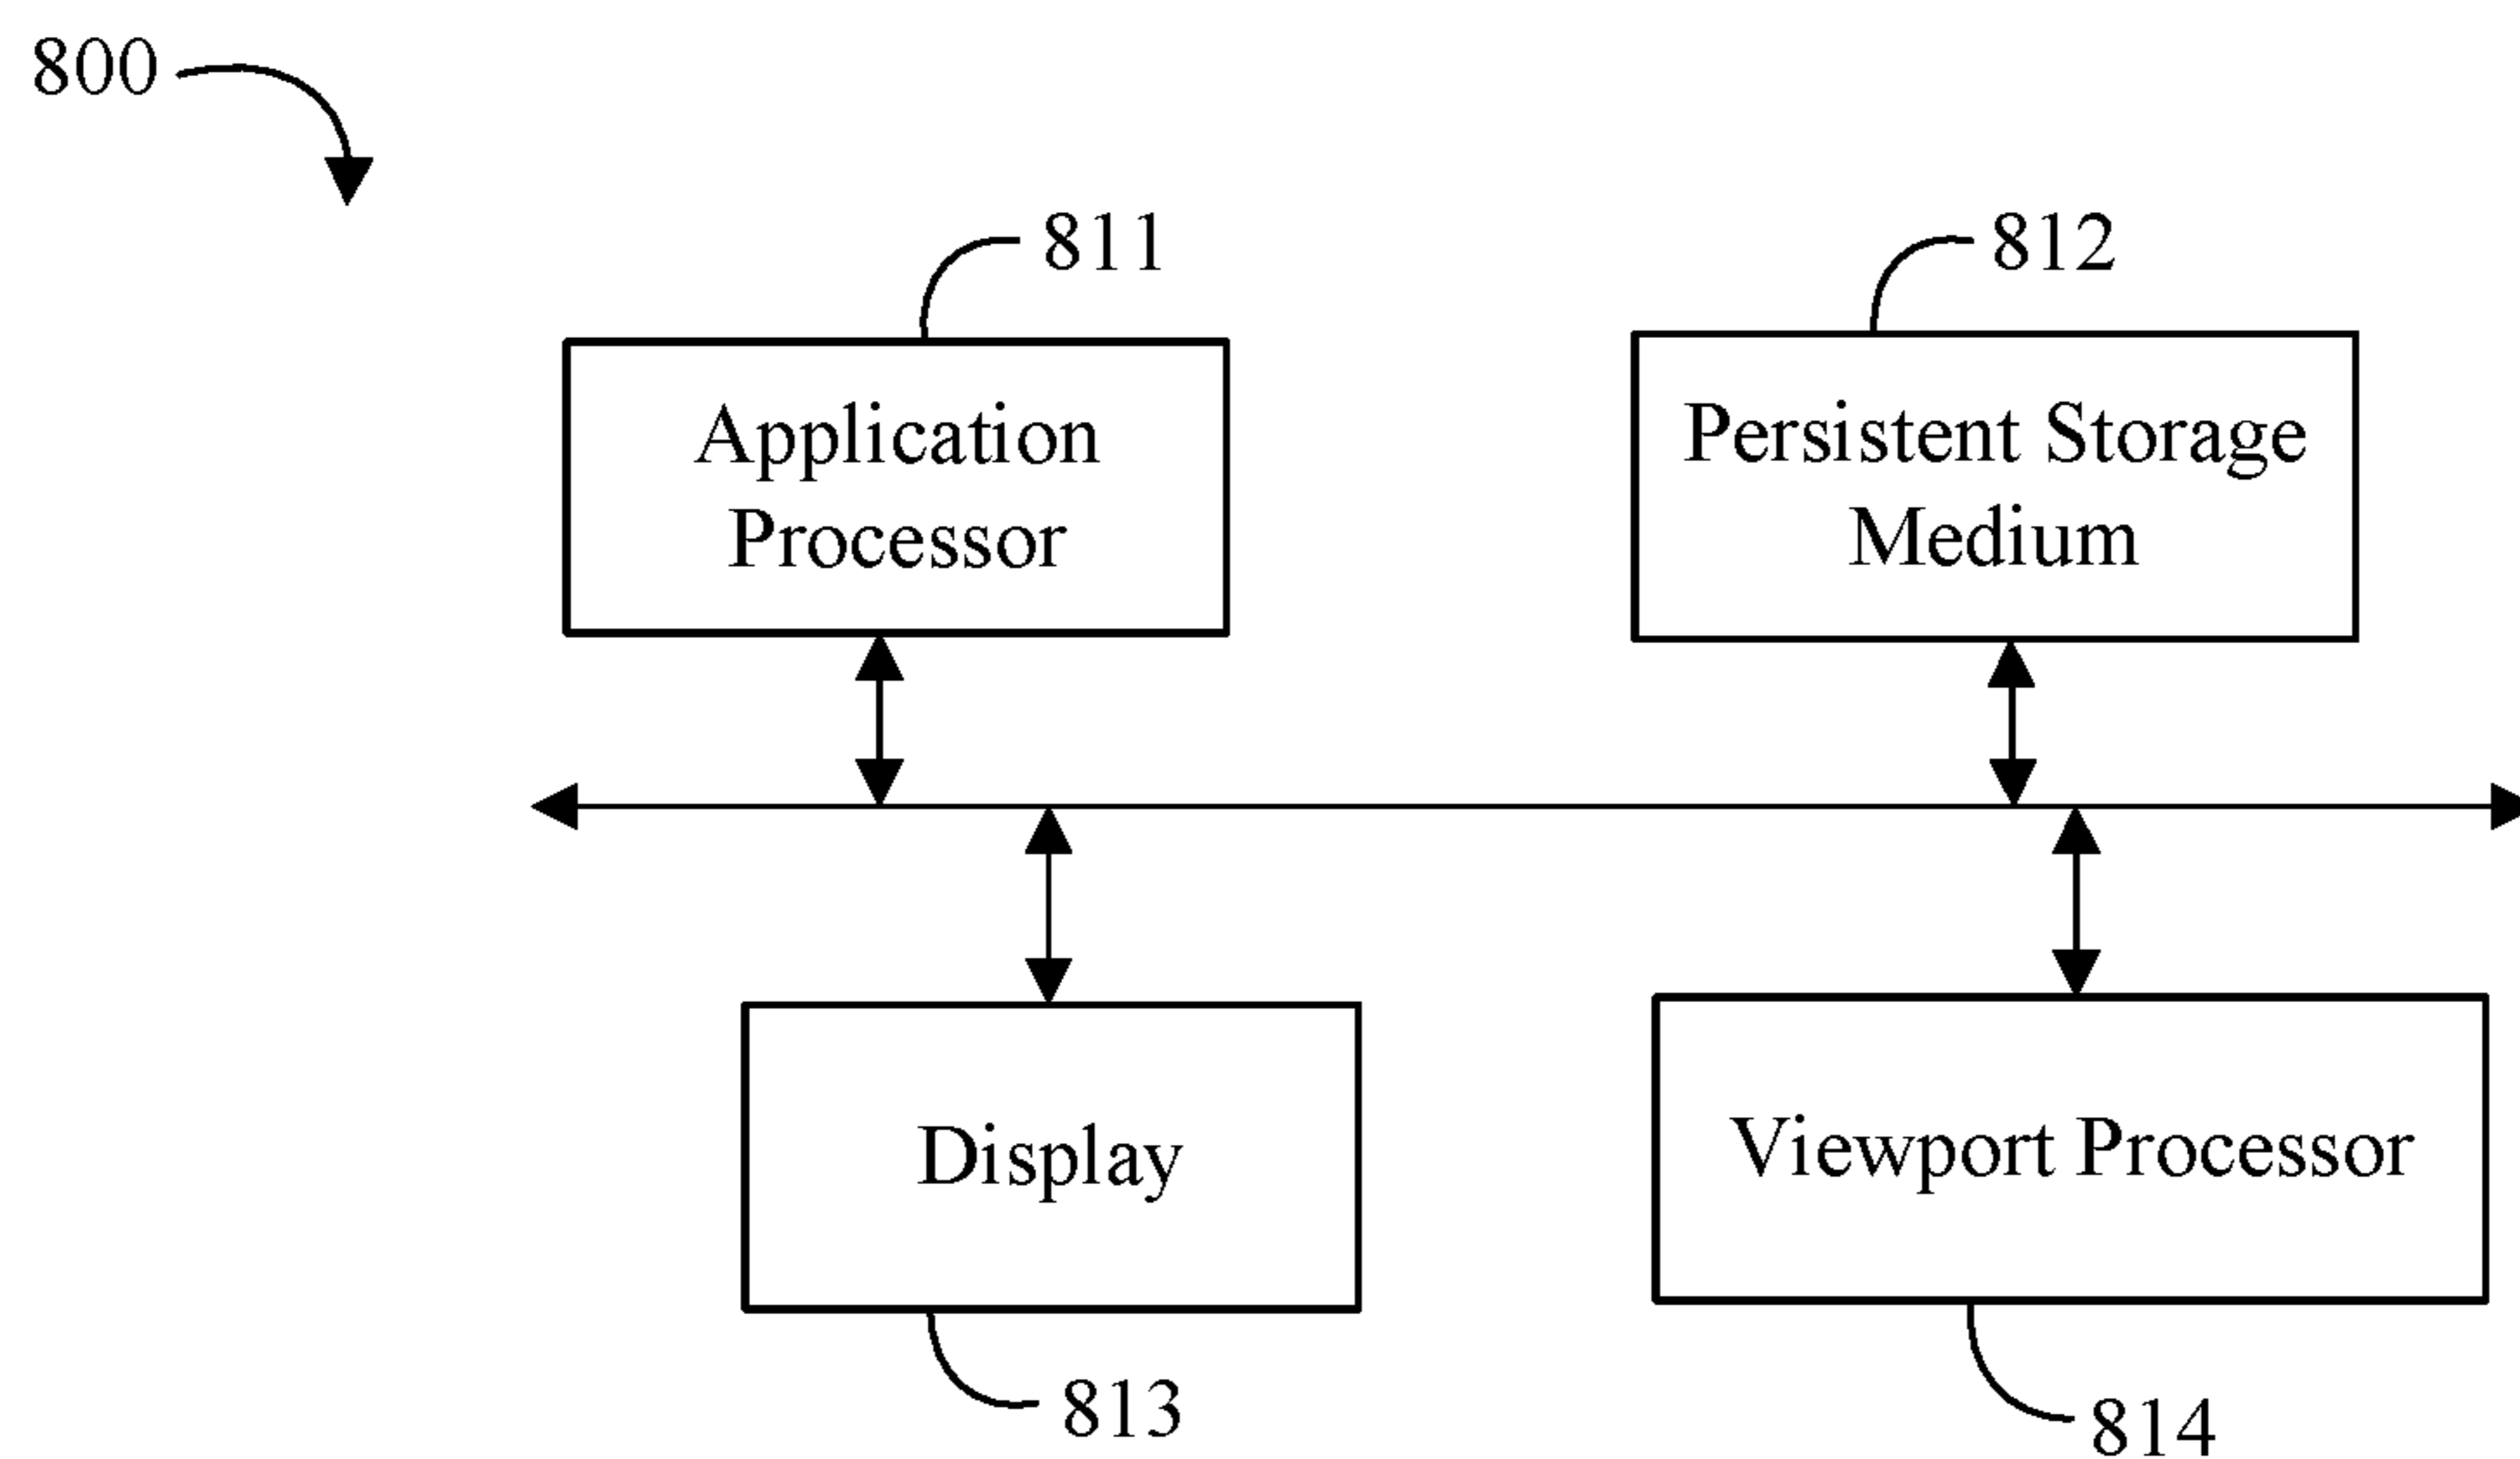 800
811
812
Application
Processor
Persistent Storage
Medium
Display
Viewport Processor
813
814